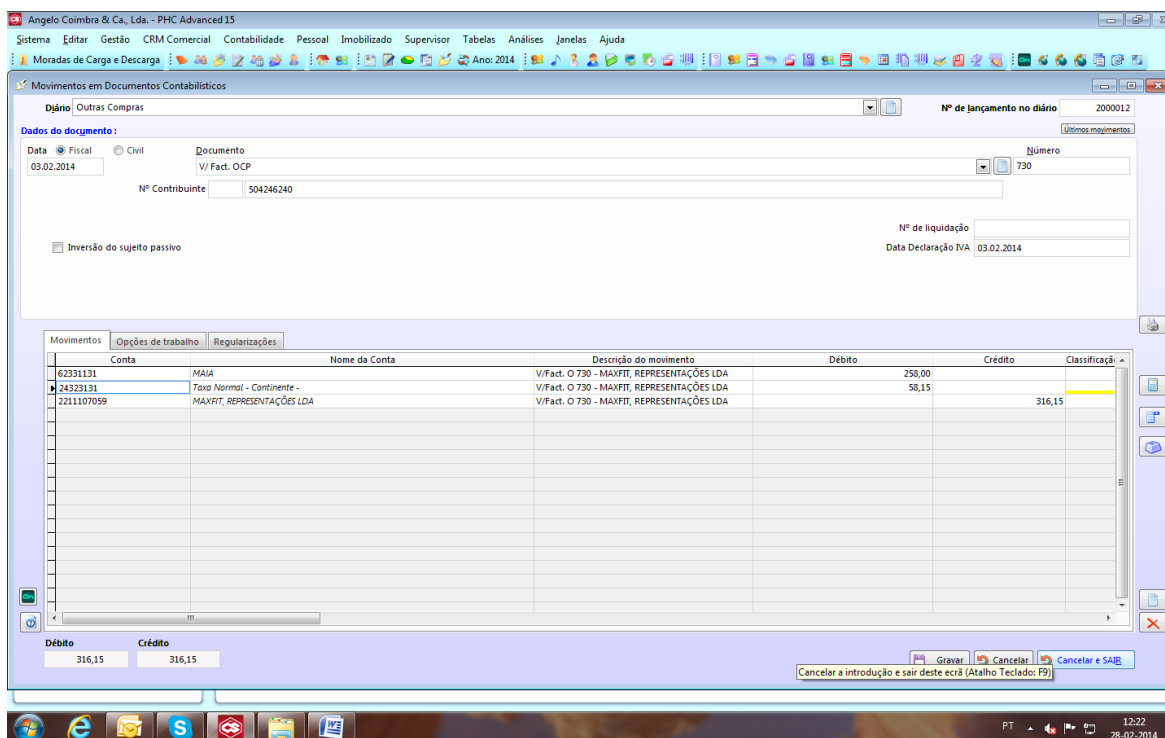 Angelo Coimbra & Ca., Lda. - PHC Advanced 15
Sistema Editar Gestão CRM Comercial Contabilidade Pessoal Imobilizado Supervisor Tabelas Análises Janelas Ajuda
Moradas de Carga e Descarga Ano: 2014
Movimentos em Documentos Contabilísticos
Diário Outras Compras Nº de lançamento no diário 2000012
Dados do documento : Últimos movimentos
Data Fiscal Civil Documento Número
03.02.2014 V/ Fact. OCP 730
Nº Contribuinte 504246240
Nº de liquidação
Inversão do sujeito passivo Data Declaração IVA 03.02.2014
Movimentos Opções de trabalho Regularizações
Conta Nome da Conta Descrição do movimento Débito Crédito Classificaçã
62331131 MAIA V/Fact. O 730 - MAXFIT, REPRESENTAÇÕES LDA 258,00
24323131 Taxa Normal - Continente - V/Fact. O 730 - MAXFIT, REPRESENTAÇÕES LDA 58,15
2211107059 MAXFIT, REPRESENTAÇÕES LDA V/Fact. O 730 - MAXFIT, REPRESENTAÇÕES LDA 316,15
Débito Crédito
316,15 316,15 Gravar Cancelar Cancelar e SAIR
Cancelar a introdução e sair deste ecrã (Atalho Teclado: F9)
PT 12:22
28-02-2014